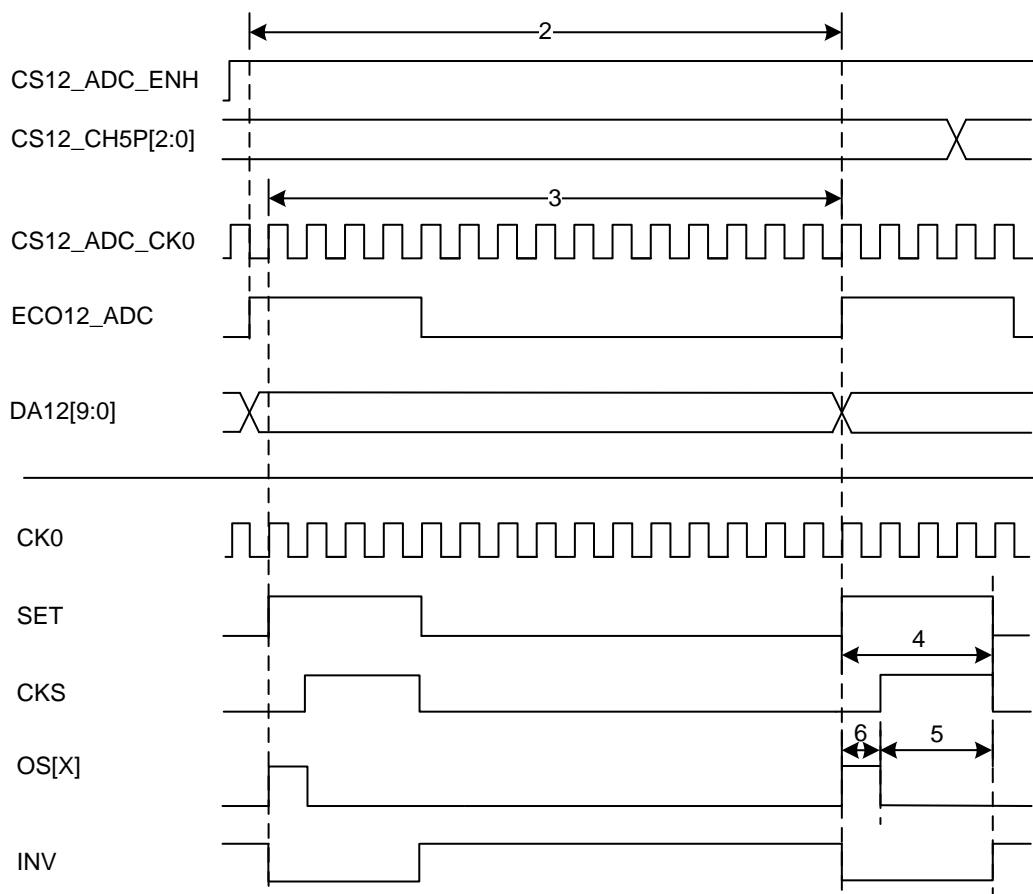 2
CS12_ADC_ENH
CS12_CH5P[2:0]
3
CS12_ADC_CK0
ECO12_ADC
DA12[9:0]
CK0
SET
4
CKS
6 5
OS[X]
INV